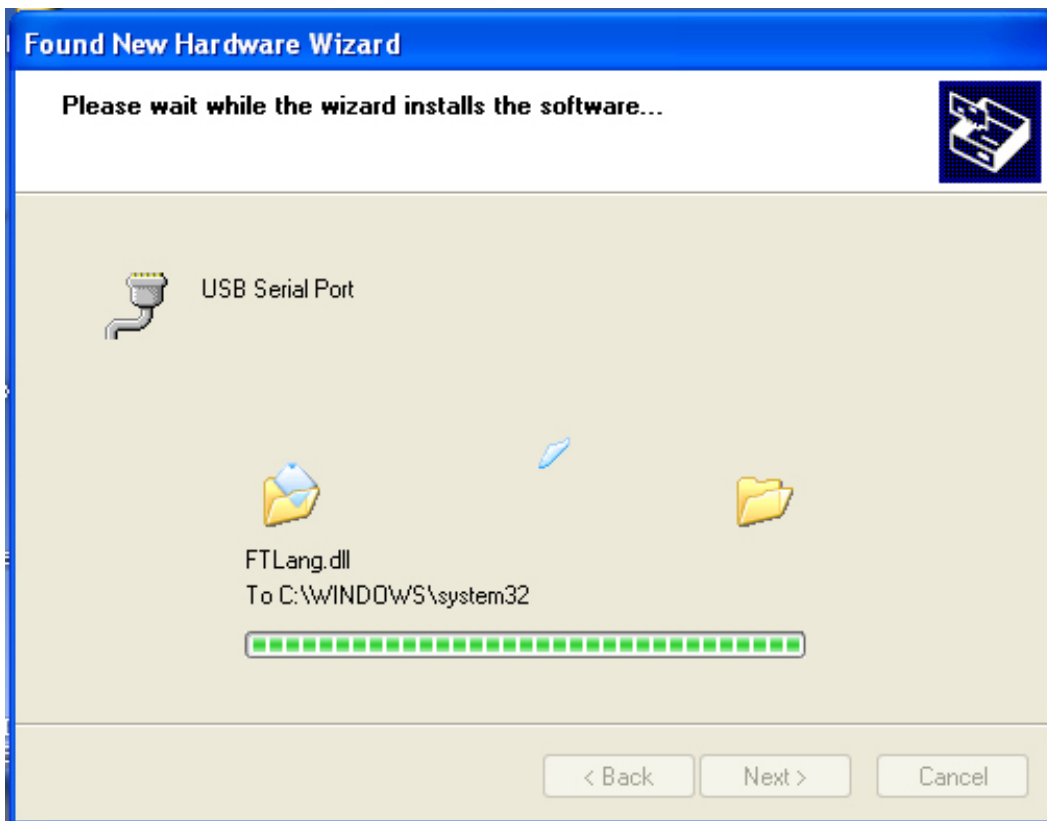 Found New Hardware Wizard
Please wait while the wizard installs the software...
USB Serial Port
FTLang.dll
To C:\WINDOWS\system32
< Back
Next >
Cancel